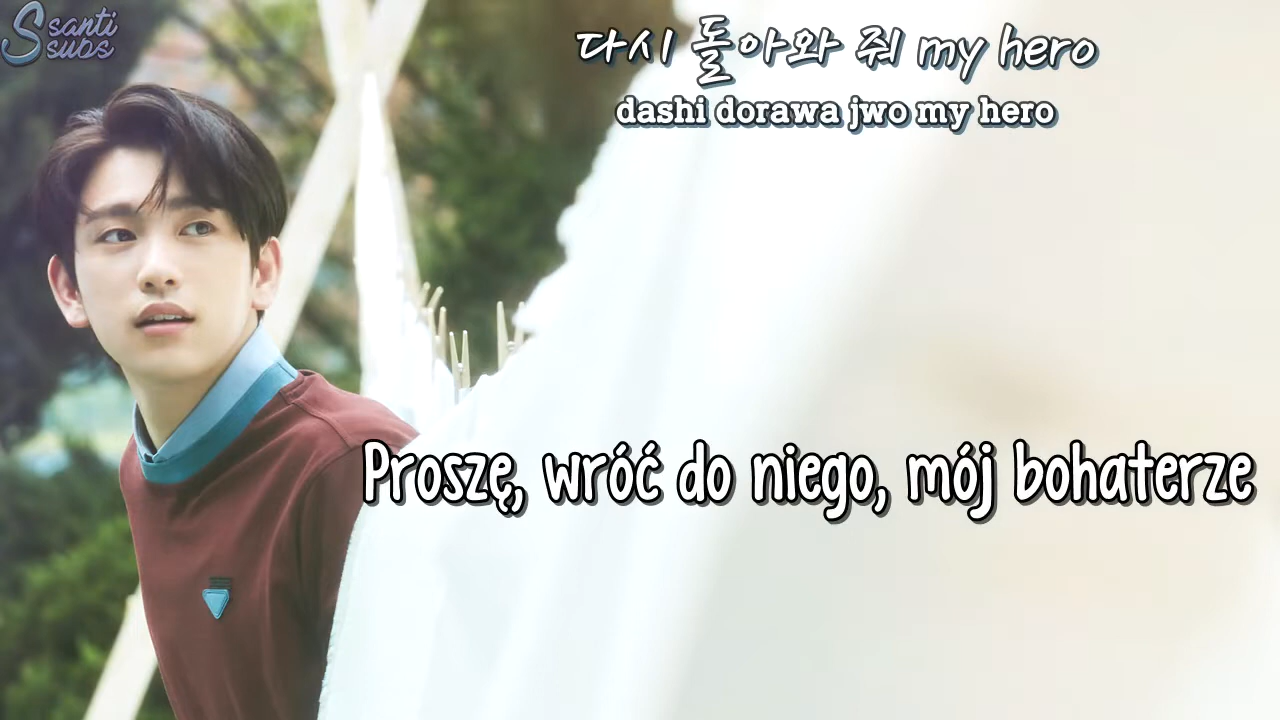 Ssanti
subs
다시 돌아와 줘 my hero
dashi dorawa jwo my hero
Proszę, wróć do niego, mój bohaterze